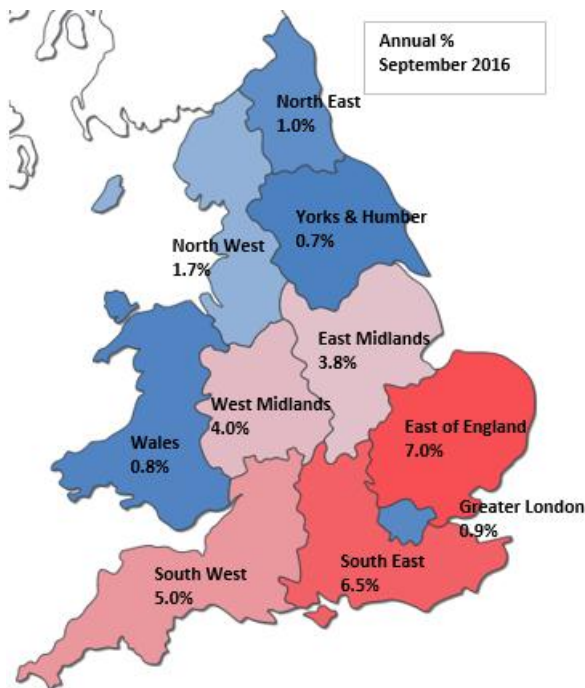 Annual %
September 2016
North East
1.0%
Yorks & Humber
0.7%
North West
1.7%
East Midlands
3.8%
West Midlands
4.0%
East of England
7.0%
Wales
0.8%
Greater London
0.9%
South East
6.5%
South West
5.0%